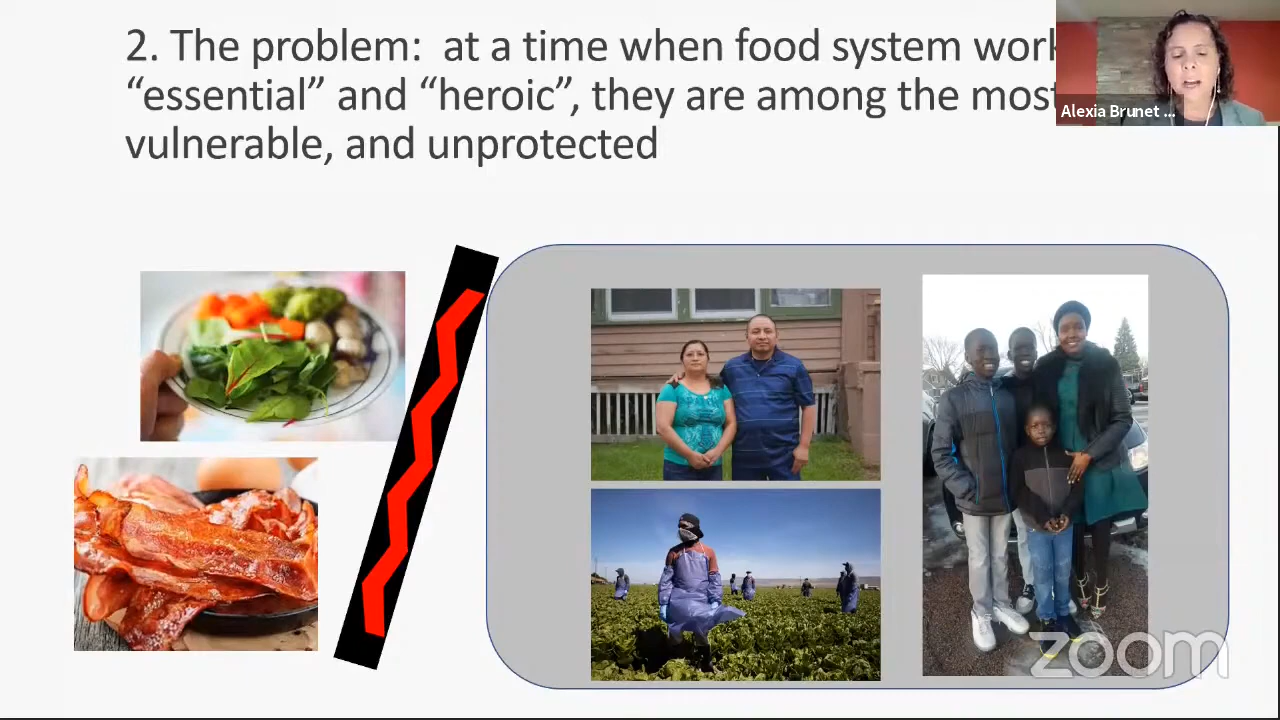 2. The problem:  at a time when food system work
“essential” and “heroic”, they are among the most
vulnerable, and unprotected
Alexia Brunet ...
zoom